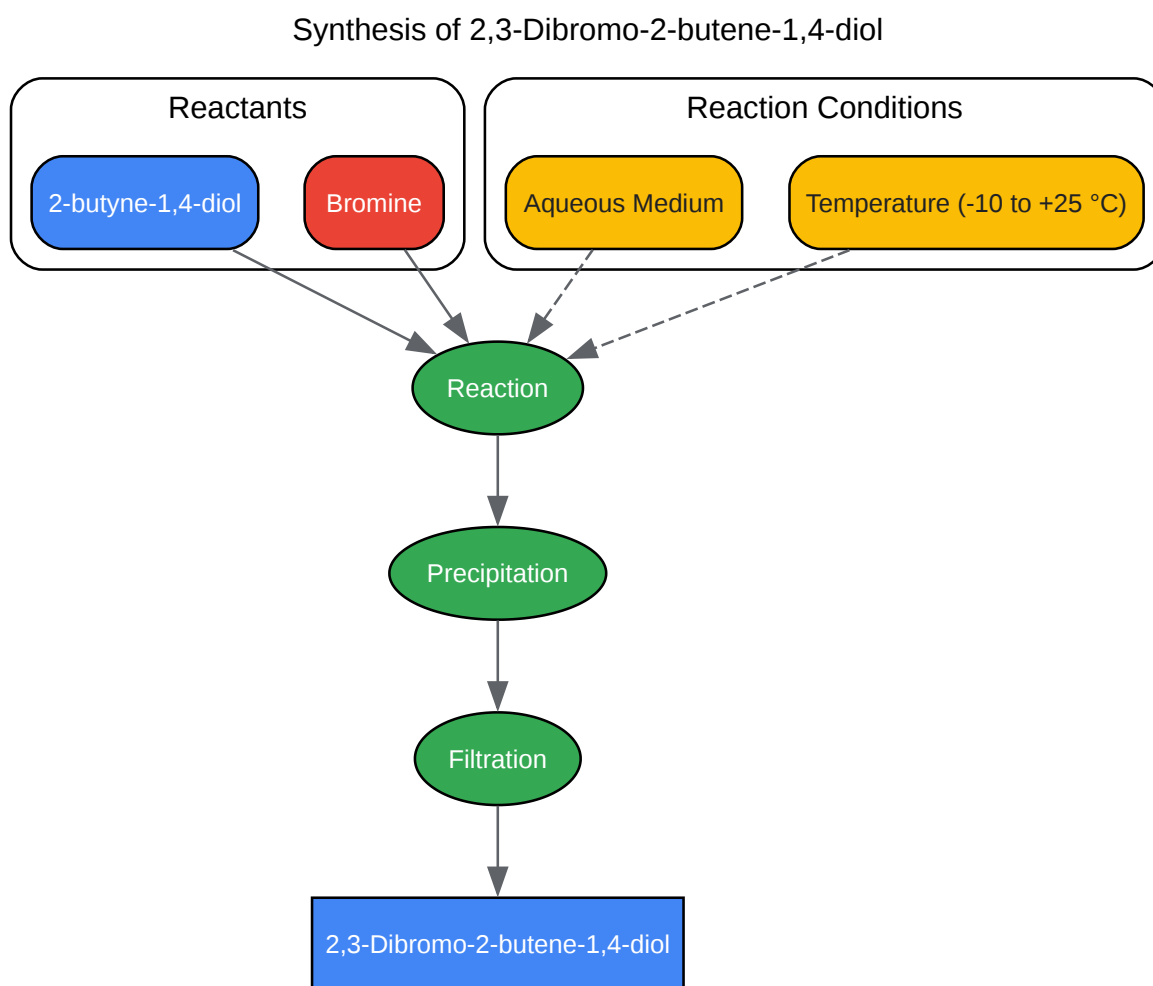 Synthesis of 2,3-Dibromo-2-butene-1,4-diol
Reactants
Reaction Conditions
2-butyne-1,4-diol
Bromine
Aqueous Medium
Temperature (-10 to +25 °C)
Reaction
Precipitation
Filtration
2,3-Dibromo-2-butene-1,4-diol